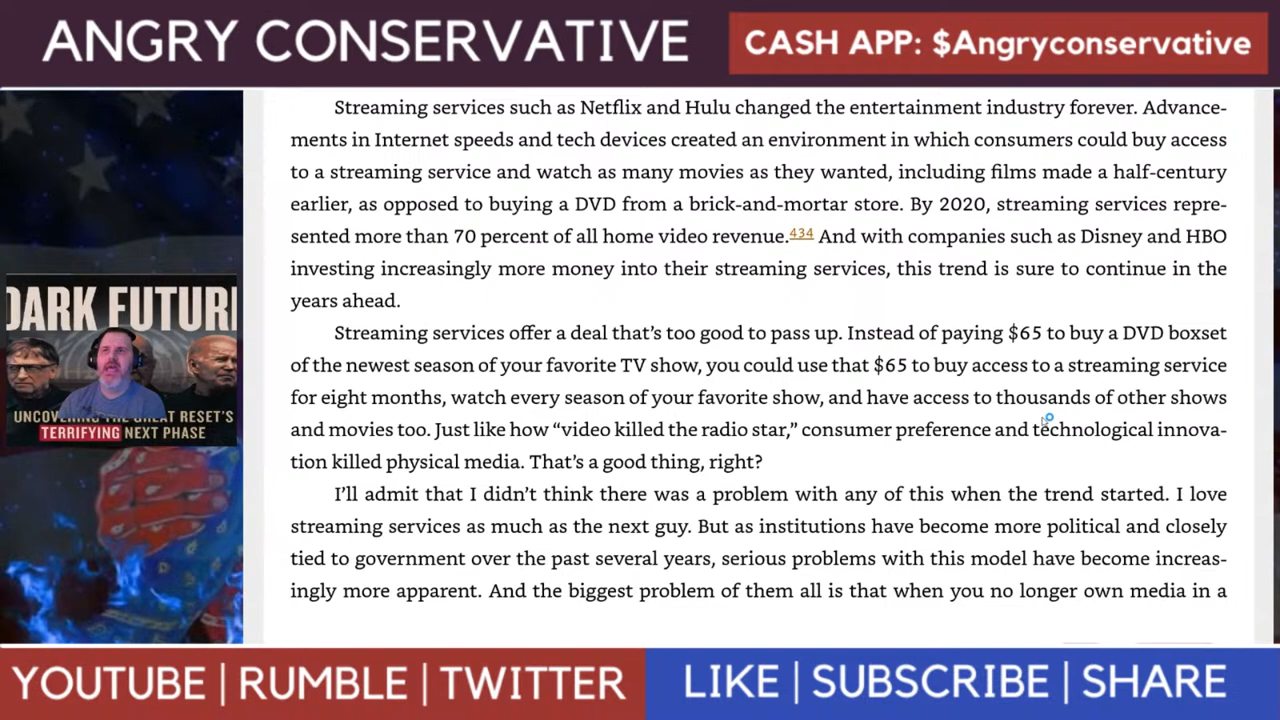 ANGRY CONSERVATIVE
CASH APP: $Angryconservative
Streaming services such as Netflix and Hulu changed the entertainment industry forever. Advance-
ments in Internet speeds and tech devices created an environment in which consumers could buy access
to a streaming service and watch as many movies as they wanted, including films made a half-century
earlier, as opposed to buying a DVD from a brick-and-mortar store. By 2020, streaming services repre-
sented more than 70 percent of all home video revenue.434 And with companies such as Disney and HBO
investing increasingly more money into their streaming services, this trend is sure to continue in the
years ahead.
Streaming services offer a deal that's too good to pass up. Instead of paying $65 to buy a DVD boxset
of the newest season of your favorite TV show, you could use that $65 to buy access to a streaming service
for eight months, watch every season of your favorite show, and have access to thousands of other shows
and movies too. Just like how “video killed the radio star,” consumer preference and technological innova-
tion killed physical media. That's a good thing, right?
I'll admit that I didn't think there was a problem with any of this when the trend started. I love
streaming services as much as the next guy. But as institutions have become more political and closely
tied to government over the past several years, serious problems with this model have become increas-
ingly more apparent. And the biggest problem of them all is that when you no longer own media in a
DARK FUTURE
UNCOVERING THE GREAT RESET'S
TERRIFYING NEXT PHASE
YOUTUBE | RUMBLE | TWITTER
LIKE | SUBSCRIBE | SHARE